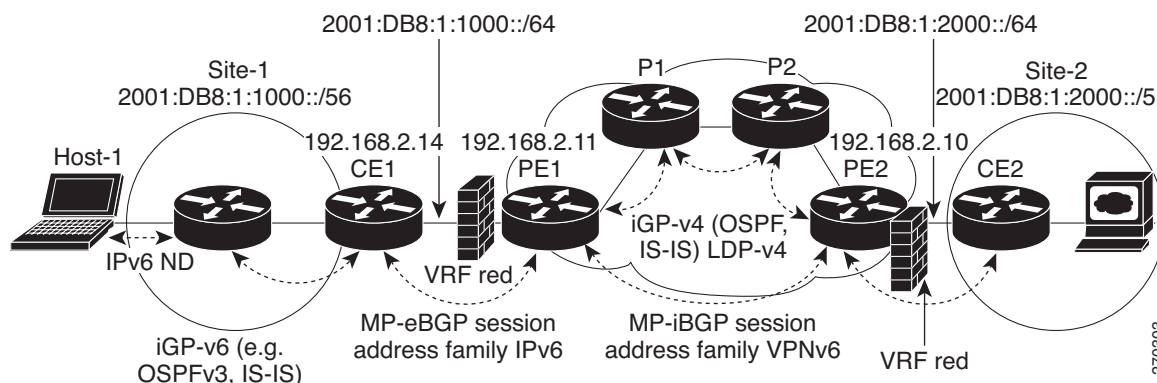 2001:DB8:1:1000::/64
2001:DB8:1:2000::/64
P1
P2
Site-1
2001:DB8:1:1000::/56
Site-2
2001:DB8:1:2000::/5
Host-1
192.168.2.14
CE1
192.168.2.11
PE1
192.168.2.10
PE2
CE2
iGP-v4 (OSPF,
IS-IS) LDP-v4
IPv6 ND
VRF red
MP-eBGP session
address family IPv6
MP-iBGP session
address family VPNv6
VRF red
iGP-v6 (e.g.
OSPFv3, IS-IS)